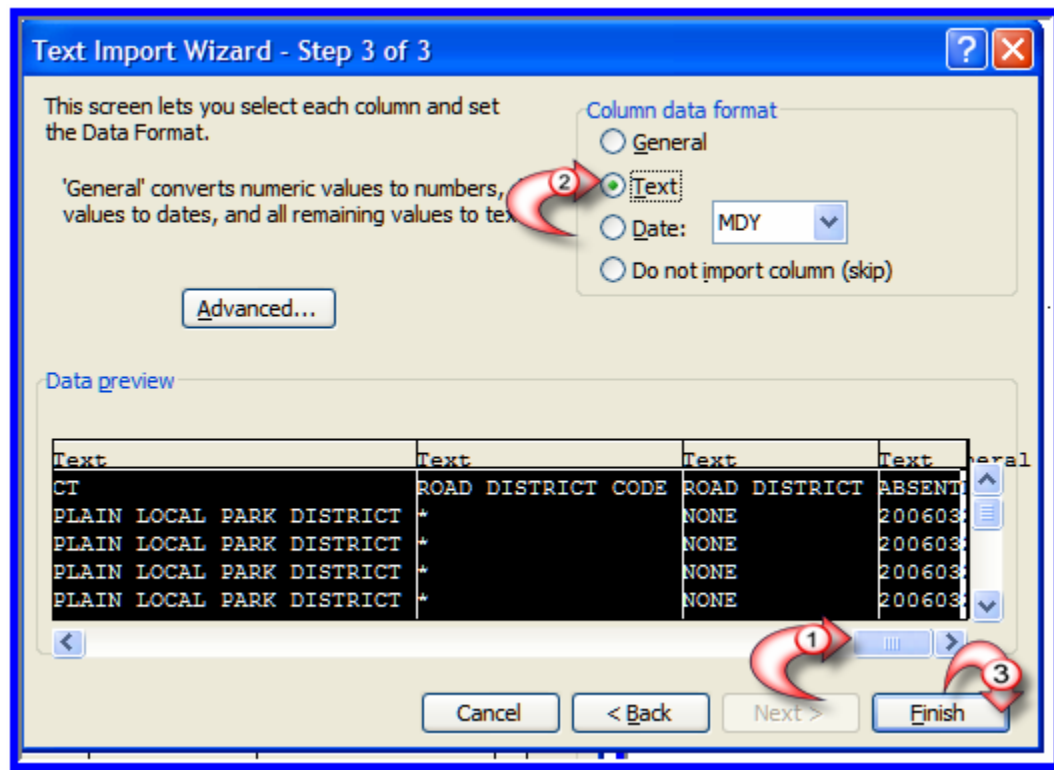 Text Import Wizard - Step 3 of 3
This screen lets you select each column and set
the Data Format.
'General' converts numeric values to numbers,
values to dates, and all remaining values to
Advanced...
Column data format
General
2
Text
Date: MDY
Do not import column (skip)
Data preview
Text Text Text Text neral
CT ROAD DISTRICT CODE ROAD DISTRICT ABSENT
PLAIN LOCAL PARK DISTRICT * NONE 200603
PLAIN LOCAL PARK DISTRICT * NONE 200603
PLAIN LOCAL PARK DISTRICT * NONE 200603
PLAIN LOCAL PARK DISTRICT * NONE 200603
1
3
Cancel < Back Next > Finish